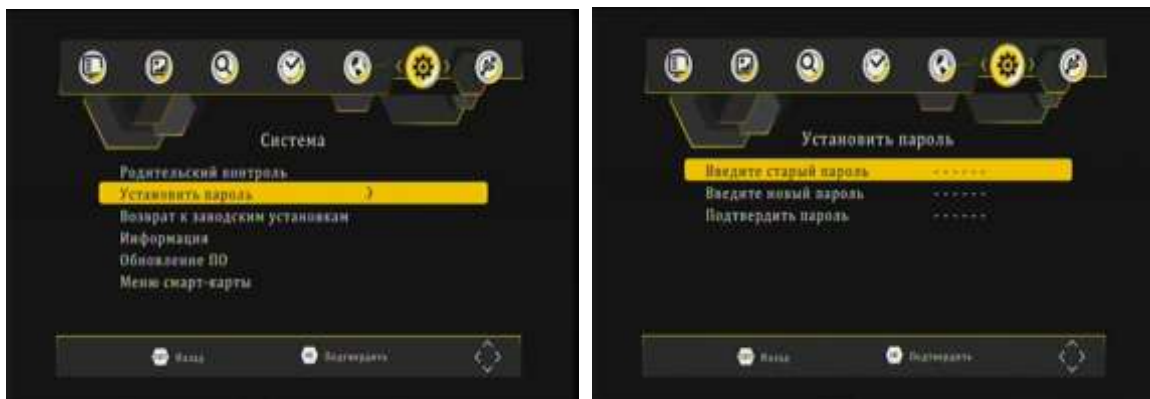 Система
Родительский контроль
Установить пароль
Возврат к заводским установкам
Информация
Обновление ПО
Меню смарт-карты
Назад
Подтвердить
Установить пароль
Введите старый пароль ------
Введите новый пароль ------
Подтвердить пароль ------
Назад
Подтвердить